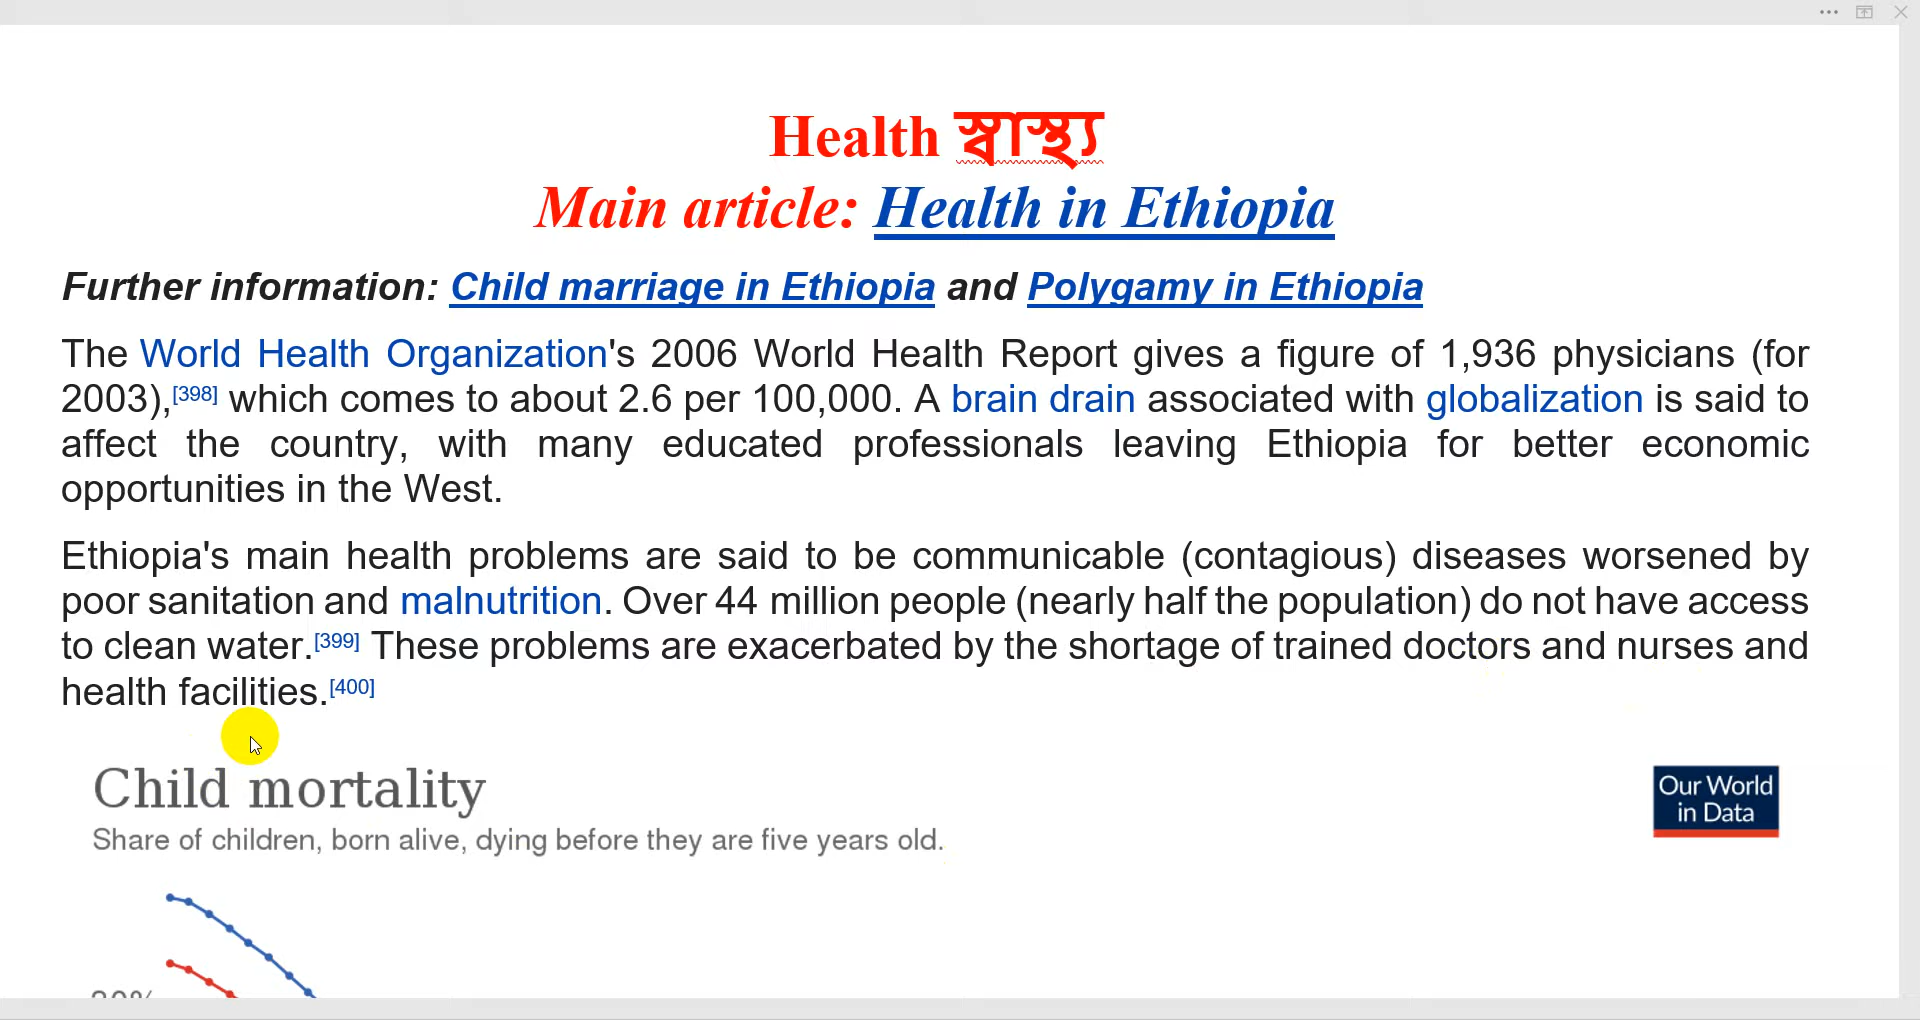 Health স্বাস্থ্য
Main article: Health in Ethiopia
Further information: Child marriage in Ethiopia and Polygamy in Ethiopia
The World Health Organization's 2006 World Health Report gives a figure of 1,936 physicians (for
2003),[398] which comes to about 2.6 per 100,000. A brain drain associated with globalization is said to
affect the country, with many educated professionals leaving Ethiopia for better economic
opportunities in the West.
Ethiopia's main health problems are said to be communicable (contagious) diseases worsened by
poor sanitation and malnutrition. Over 44 million people (nearly half the population) do not have access
to clean water.[399] These problems are exacerbated by the shortage of trained doctors and nurses and
health facilities.[400]
Child mortality
Share of children, born alive, dying before they are five years old.
Our World
in Data